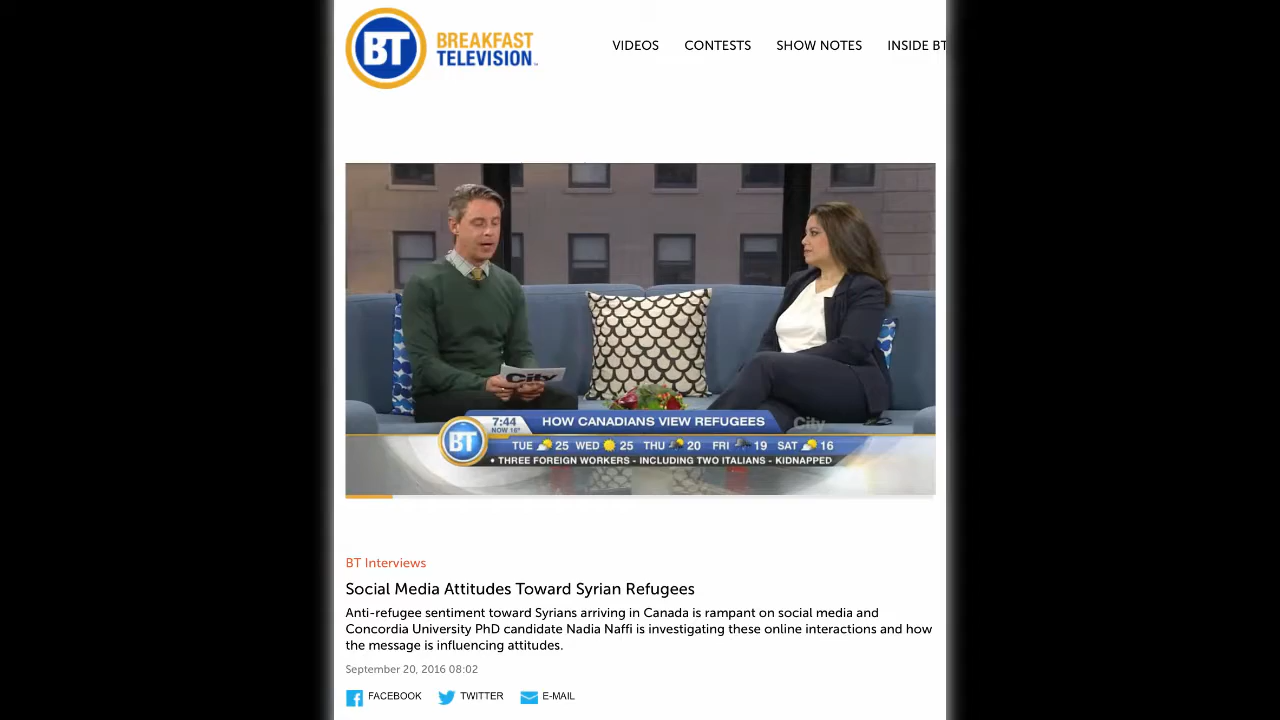 BT
BREAKFAST
TELEVISION
VIDEOS CONTESTS SHOW NOTES INSIDE BT
City
7:44
NOW 18°
HOW CANADIANS VIEW REFUGEES
City
BT
TUE 25 WED 25 THU 20 FRI 19 SAT 16
• THREE FOREIGN WORKERS - INCLUDING TWO ITALIANS - KIDNAPPED
BT Interviews
Social Media Attitudes Toward Syrian Refugees
Anti-refugee sentiment toward Syrians arriving in Canada is rampant on social media and
Concordia University PhD candidate Nadia Naffi is investigating these online interactions and how
the message is influencing attitudes.
September 20, 2016 08:02
FACEBOOK TWITTER E-MAIL